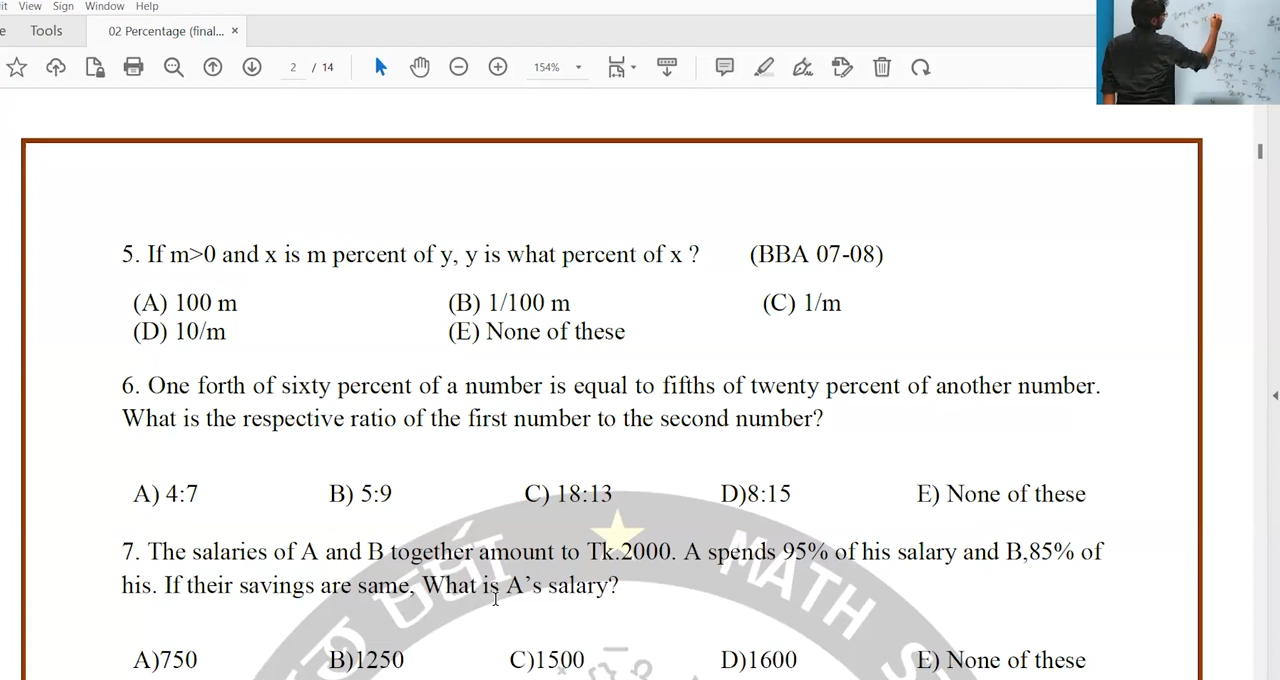 it View Sign Window Help
e Tools 02 Percentage (final... ×
2 / 14 154%
5. If m>0 and x is m percent of y, y is what percent of x ? (BBA 07-08)
(A) 100 m (B) 1/100 m (C) 1/m
(D) 10/m (E) None of these
6. One forth of sixty percent of a number is equal to fifths of twenty percent of another number.
What is the respective ratio of the first number to the second number?
A) 4:7 B) 5:9 C) 18:13 D)8:15 E) None of these
7. The salaries of A and B together amount to Tk.2000. A spends 95% of his salary and B,85% of
his. If their savings are same, What is A’s salary?
A)750 B)1250 C)1500 D)1600 E) None of these
MATH